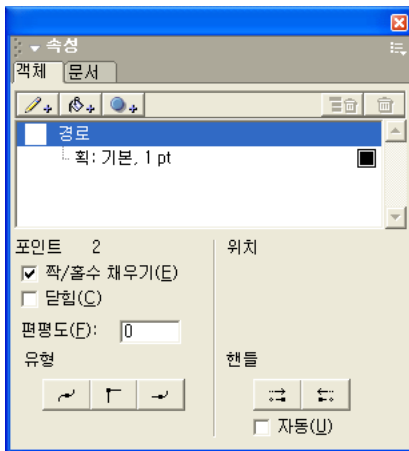 속성
객체 문서
경로
획: 기본, 1 pt
포인트 2 위치
짝/홀수 채우기(E)
닫힘(C)
편평도(F): 0
유형 핸들
자동(U)